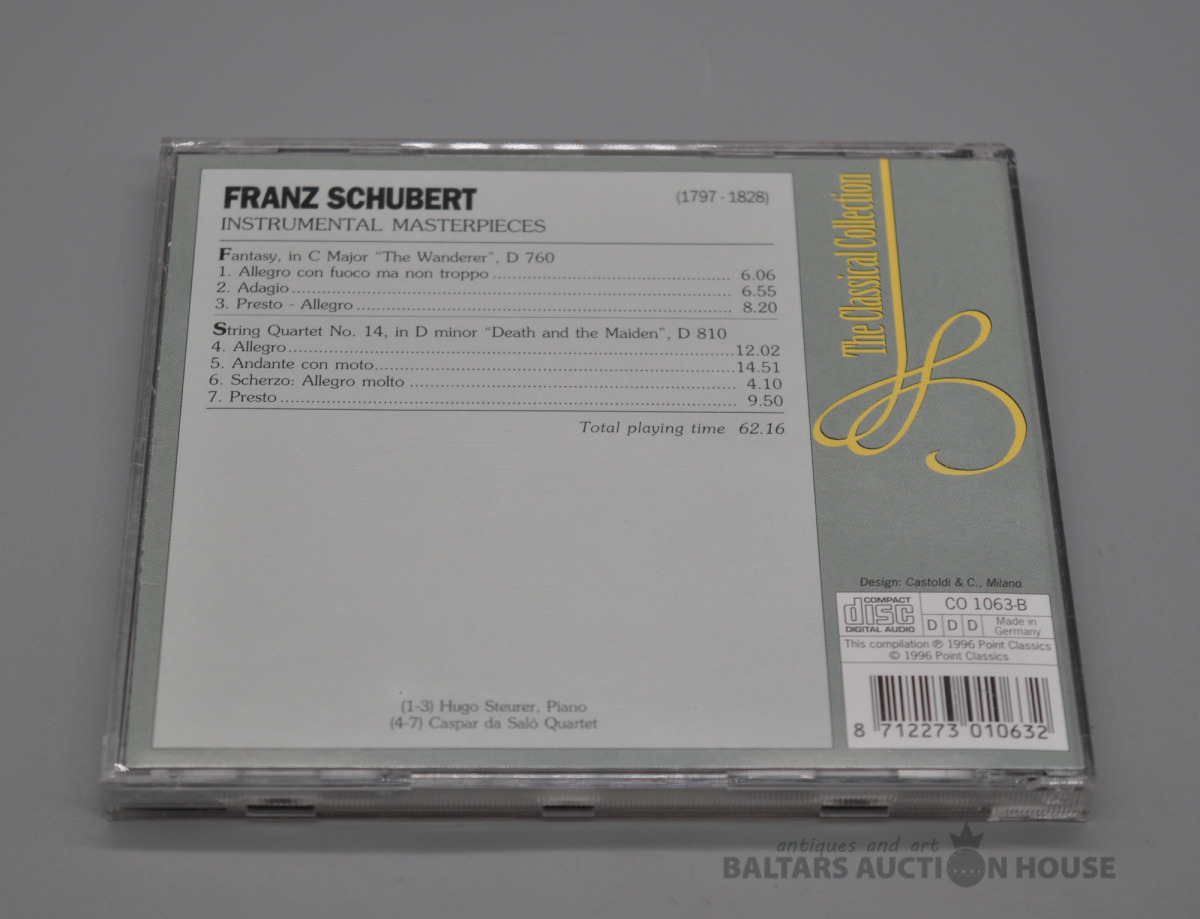 FRANZ SCHUBERT (1797 - 1828)
INSTRUMENTAL MASTERPIECES
Fantasy, in C Major “The Wanderer”, D 760
1. Allegro con fuoco ma non troppo 6.06
2. Adagio 6.55
3. Presto - Allegro 8.20
String Quartet No. 14, in D minor “Death and the Maiden”, D 810
4. Allegro 12.02
5. Andante con moto 14.51
6. Scherzo: Allegro molto 4.10
7. Presto 9.50
Total playing time 62.16
(1-3) Hugo Steurer, Piano
(4-7) Caspar da Salò Quartet
The Classical Collection
Design: Castoldi & C., Milano
COMPACT
disc
DIGITAL AUDIO
CO 1063-B
D D D
Made in
Germany
This compilation ℗ 1996 Point Classics
© 1996 Point Classics
8 712273 010632
antiques and art
BALTARS AUCTION HOUSE